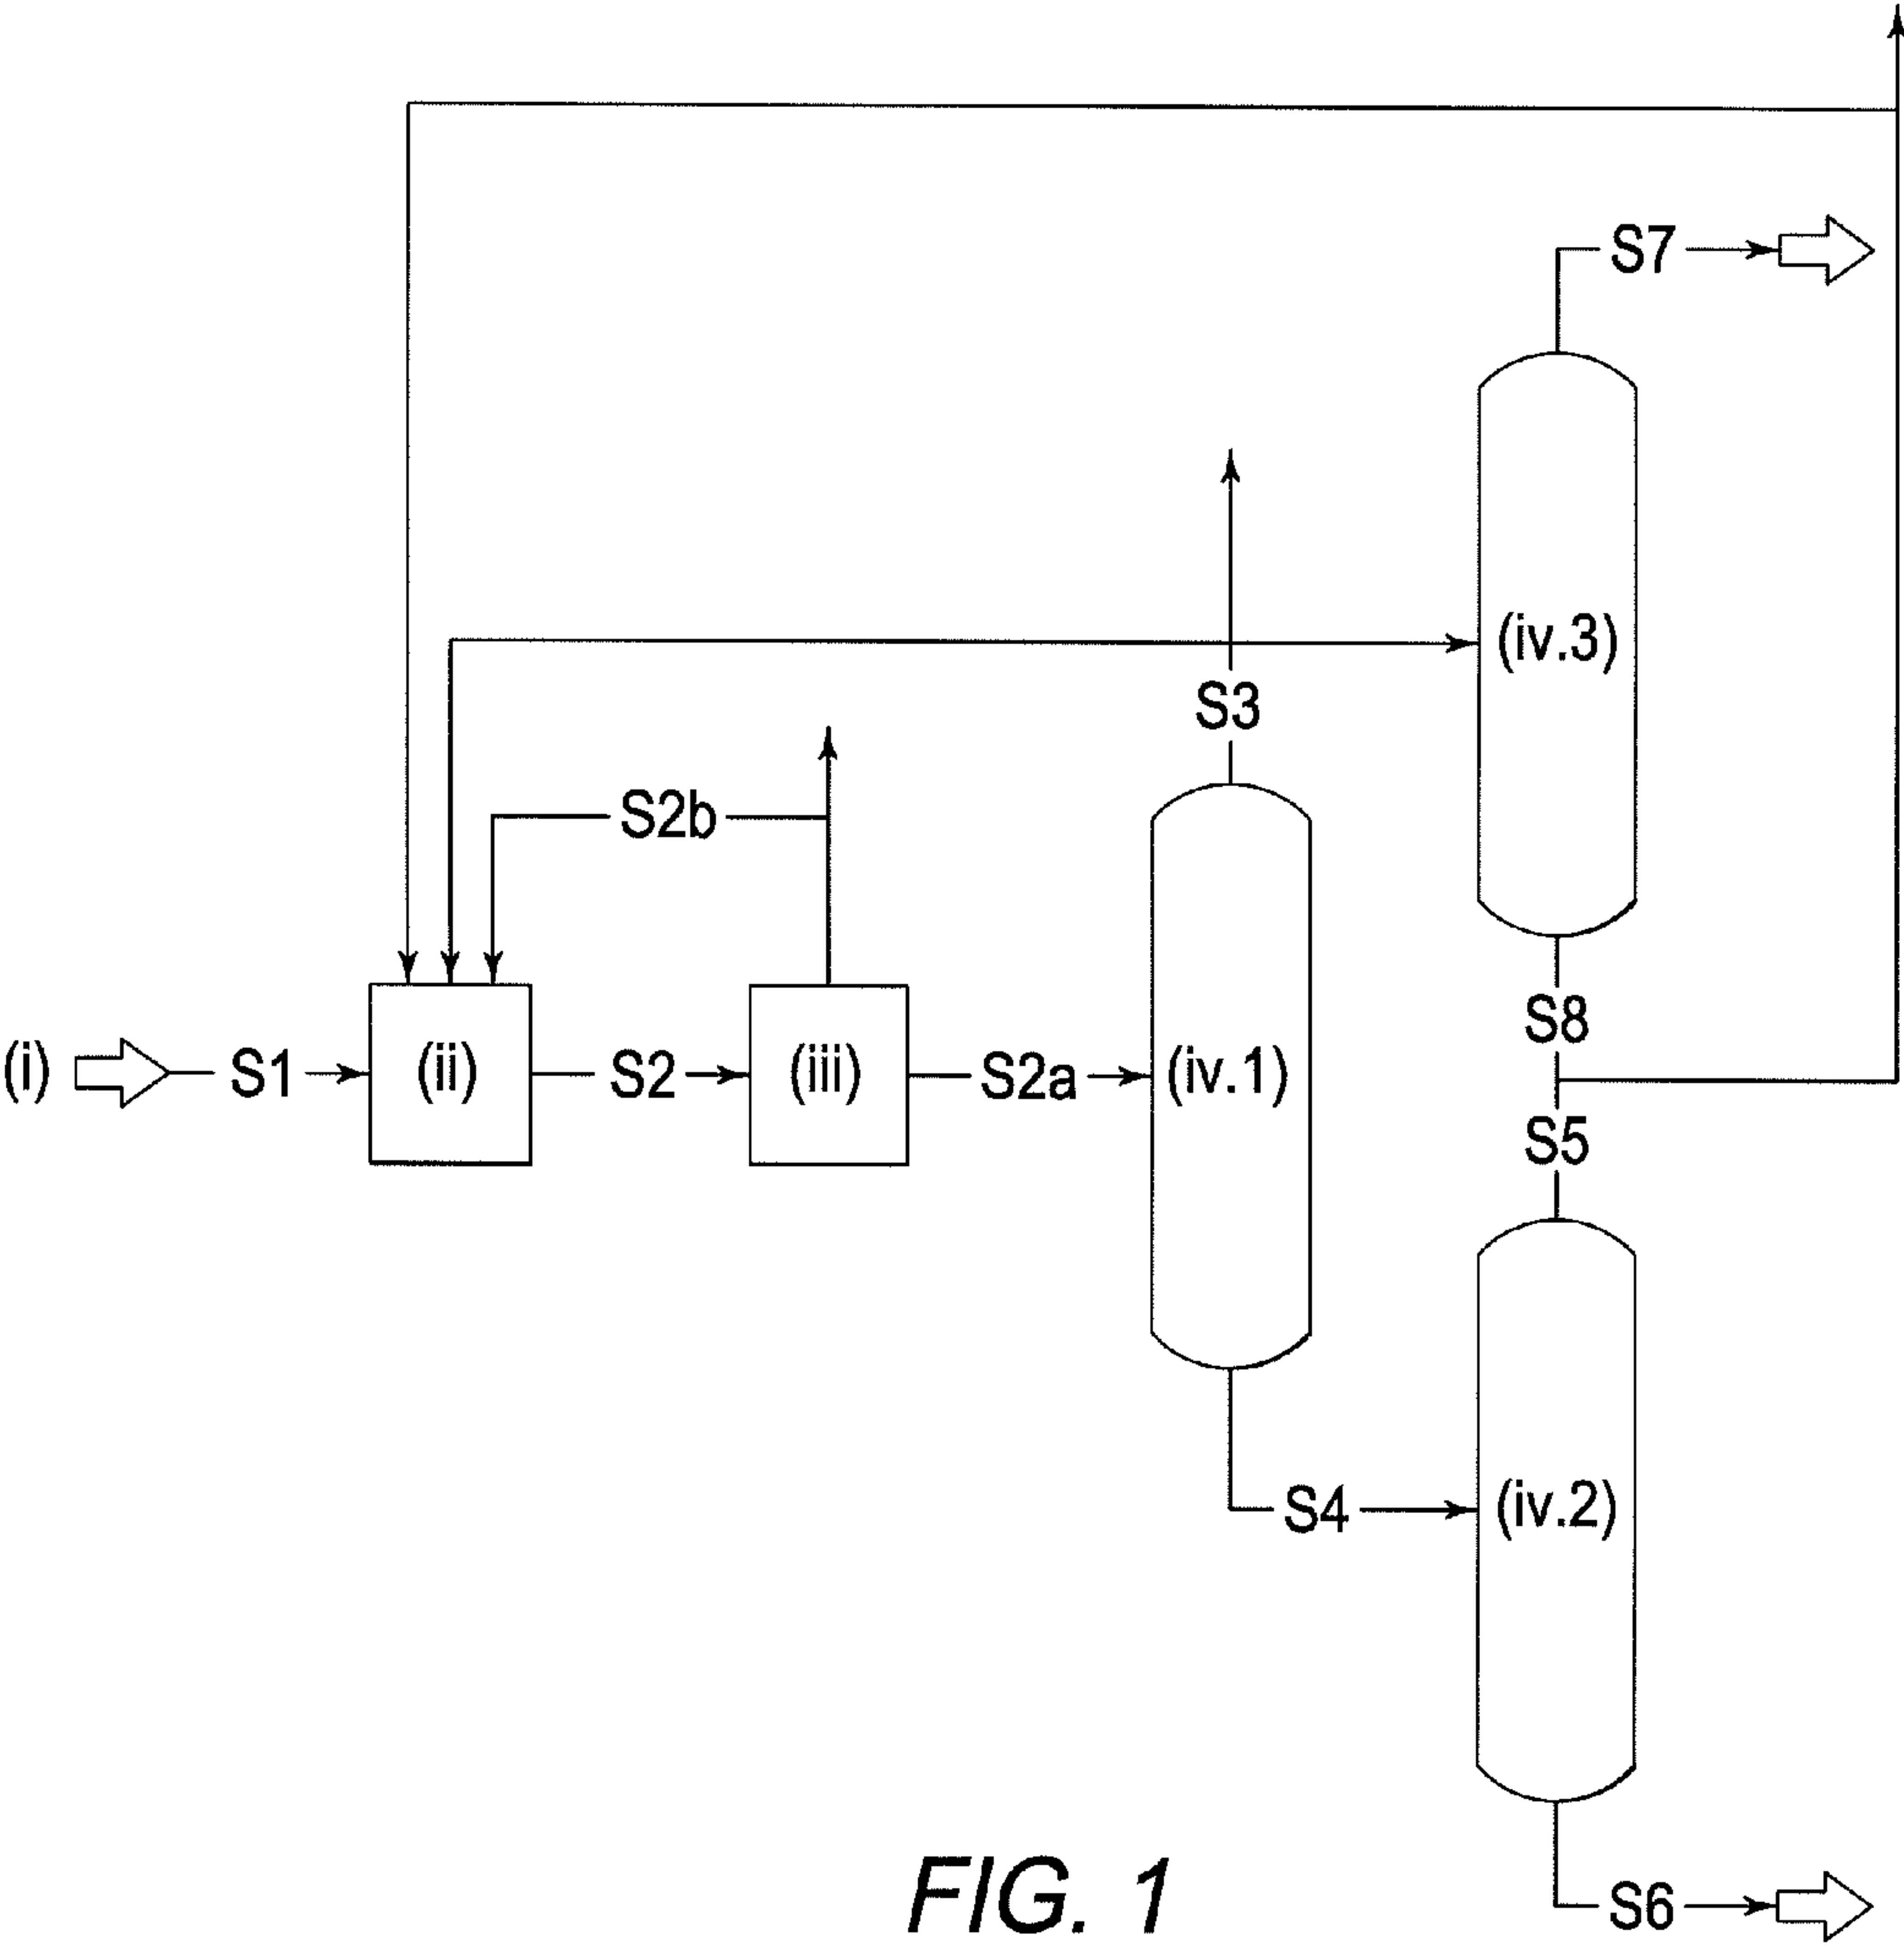 S7
(iv.3)
S3
S2b
S8
(i)
S1
(ii)
S2
(iii)
S2a
(iv.1)
S5
S4
(iv.2)
FIG. 1
S6